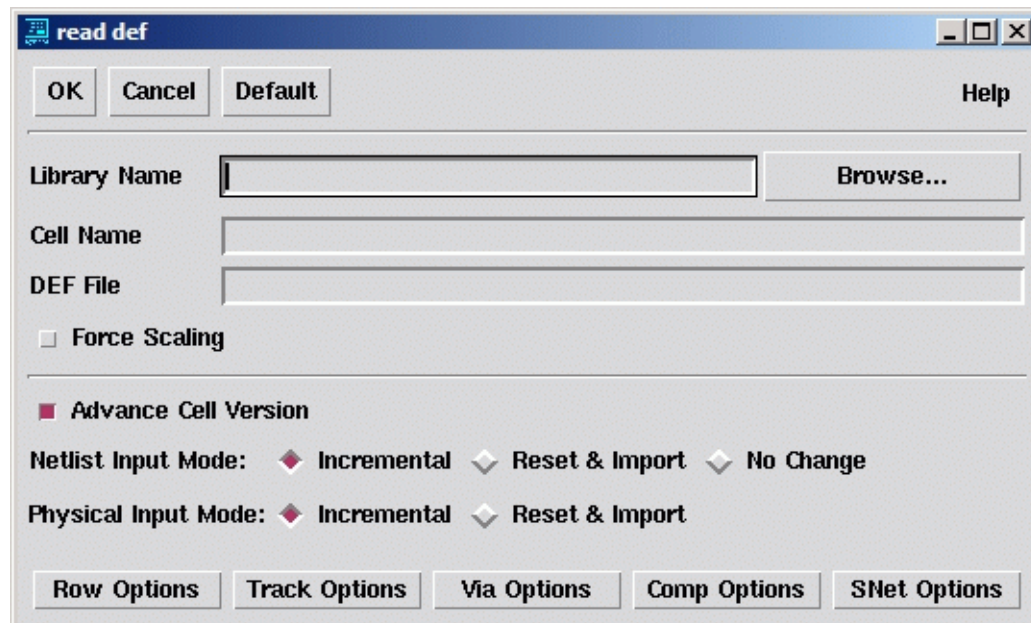 read def
OK Cancel Default Help
Library Name Browse...
Cell Name
DEF File
Force Scaling
Advance Cell Version
Netlist Input Mode: Incremental Reset & Import No Change
Physical Input Mode: Incremental Reset & Import
Row Options Track Options Via Options Comp Options SNet Options